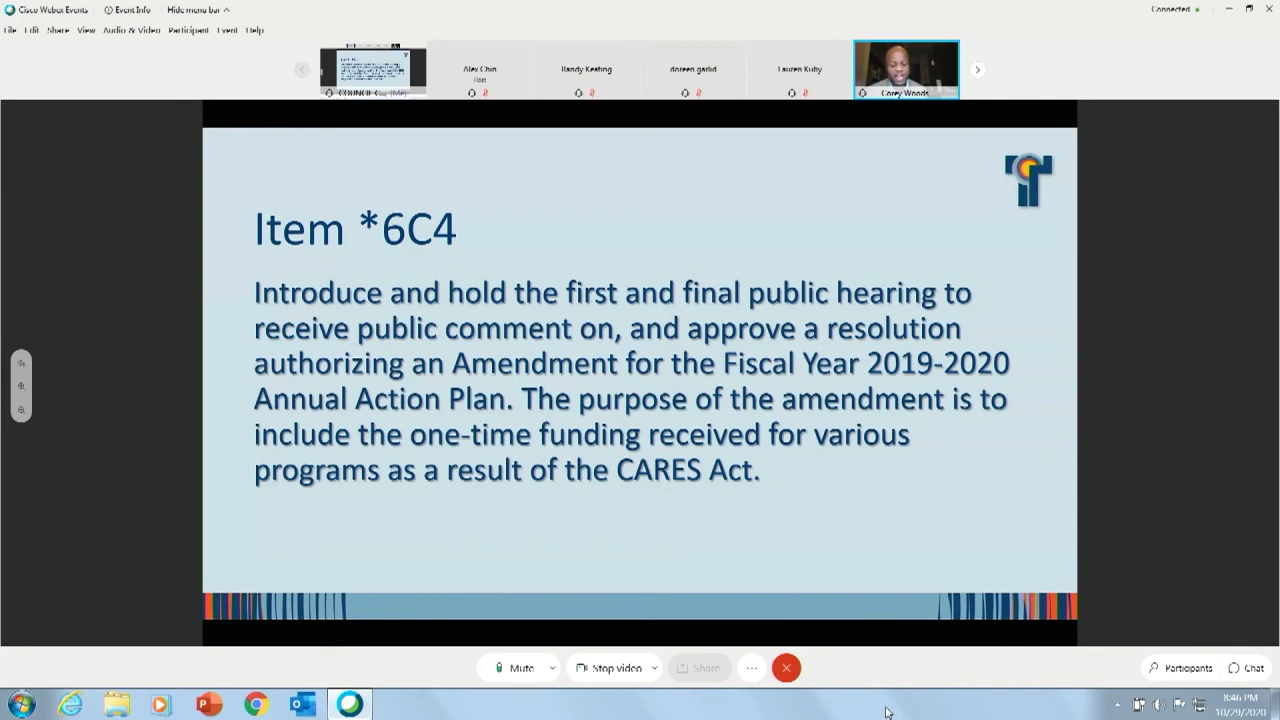 Cisco Webex Events
Event Info
Hide menu bar
Connected
File Edit Share View Audio & Video Participant Event Help
Alex Chin
Randy Keating
doreen garlid
Lauren Kuby
Host
(Me)
Corey Woods
Item *6C4
Introduce and hold the first and final public hearing to
receive public comment on, and approve a resolution
authorizing an Amendment for the Fiscal Year 2019-2020
Annual Action Plan. The purpose of the amendment is to
include the one-time funding received for various
programs as a result of the CARES Act.
Mute
Stop video
Share
Participants
Chat
8:46 PM
10/29/2020